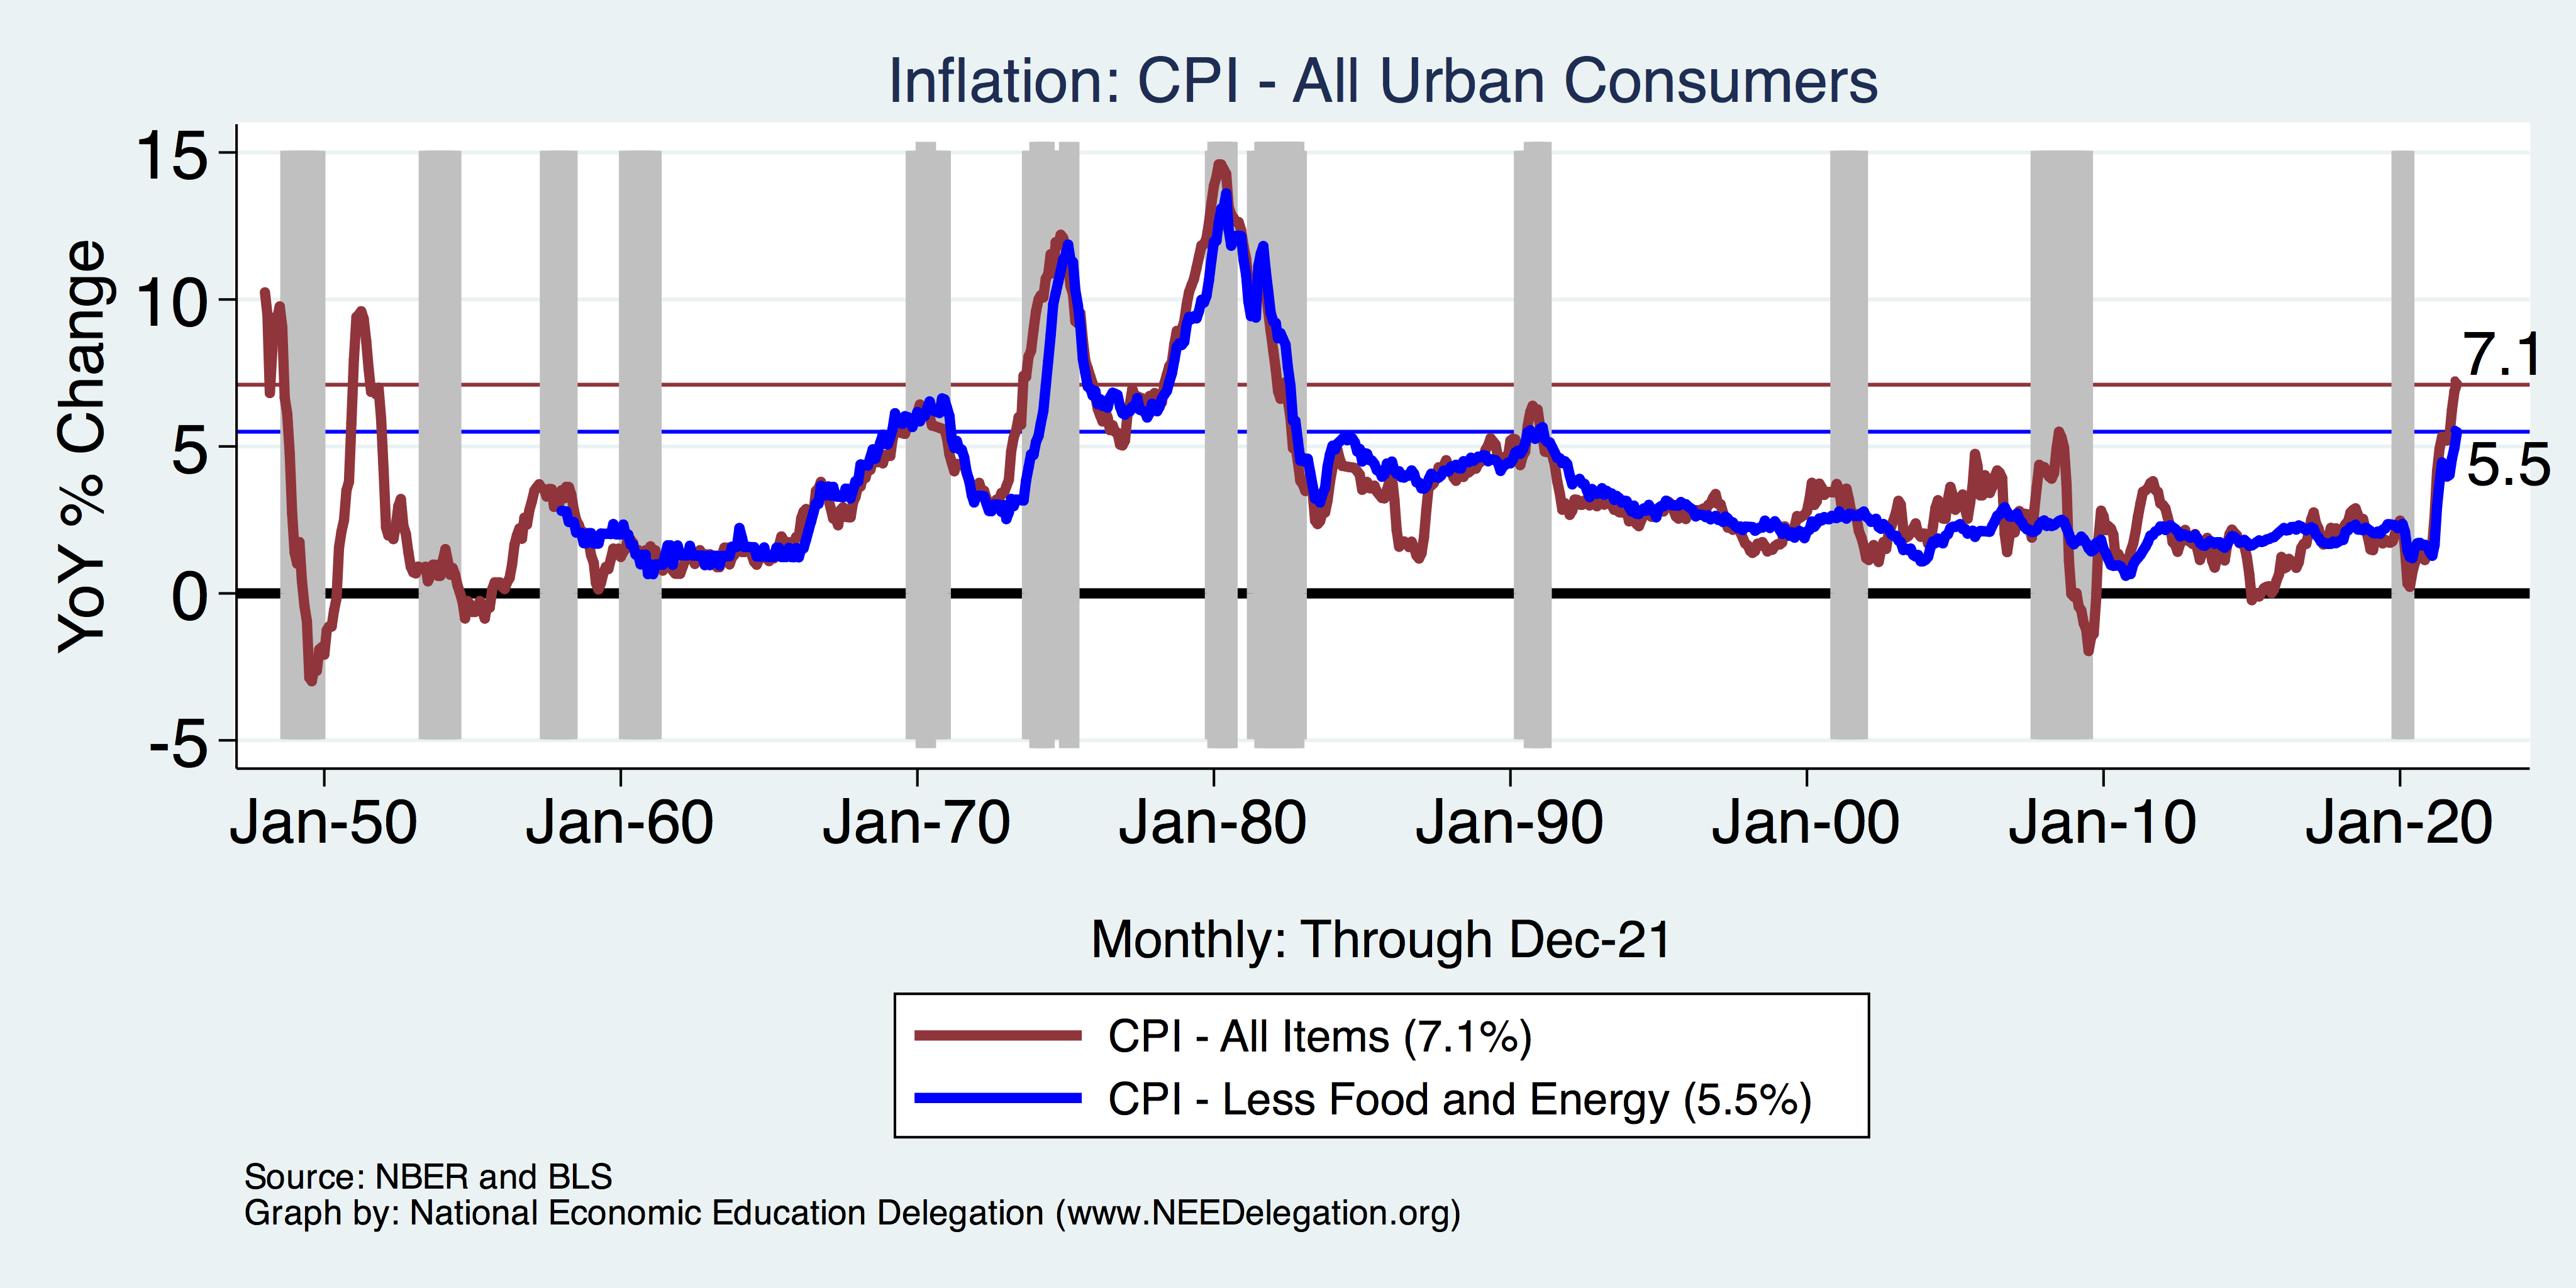 Inflation: CPI - All Urban Consumers
YoY % Change
15
10
5
0
-5
7.1
5.5
Jan-50 Jan-60 Jan-70 Jan-80 Jan-90 Jan-00 Jan-10 Jan-20
Monthly: Through Dec-21
CPI - All Items (7.1%)
CPI - Less Food and Energy (5.5%)
Source: NBER and BLS
Graph by: National Economic Education Delegation (www.NEEDelegation.org)